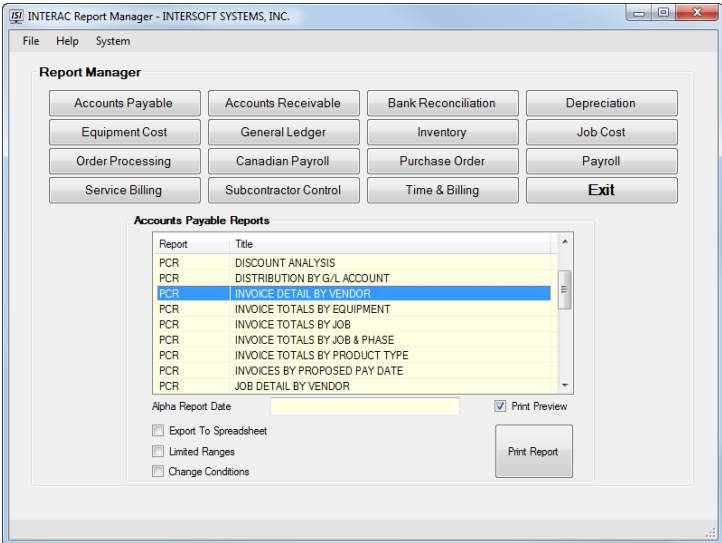 ISI INTERAC Report Manager - INTERSOFT SYSTEMS, INC.
File Help System
Report Manager
Accounts Payable Accounts Receivable Bank Reconciliation Depreciation
Equipment Cost General Ledger Inventory Job Cost
Order Processing Canadian Payroll Purchase Order Payroll
Service Billing Subcontractor Control Time & Billing Exit
Accounts Payable Reports
Report Title
PCR DISCOUNT ANALYSIS
PCR DISTRIBUTION BY G/L ACCOUNT
PCR INVOICE DETAIL BY VENDOR
PCR INVOICE TOTALS BY EQUIPMENT
PCR INVOICE TOTALS BY JOB
PCR INVOICE TOTALS BY JOB & PHASE
PCR INVOICE TOTALS BY PRODUCT TYPE
PCR INVOICES BY PROPOSED PAY DATE
PCR JOB DETAIL BY VENDOR
Alpha Report Date Print Preview
Export To Spreadsheet
Limited Ranges Print Report
Change Conditions